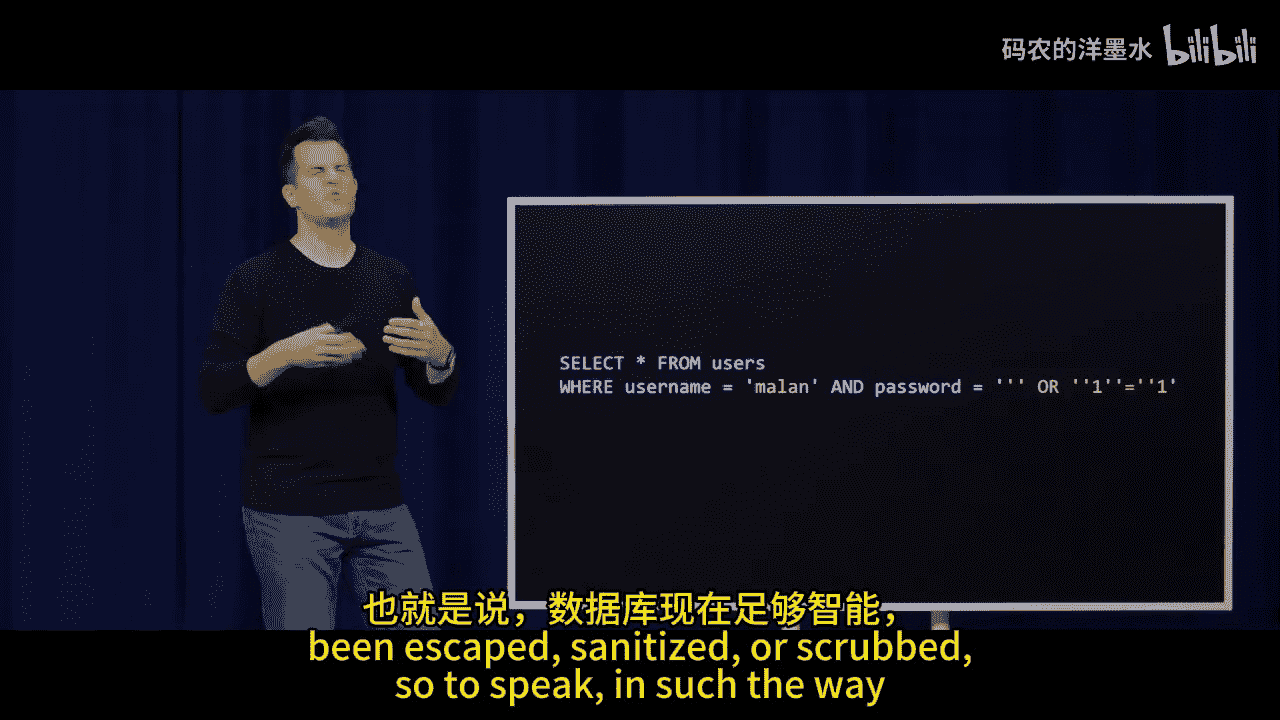 码农的洋墨水 bilibili
SELECT * FROM users
WHERE username = 'malan' AND password = ''' OR ''1''=''1'
也就是说，数据库现在足够智能，
been escaped, sanitized, or scrubbed,
so to speak, in such the way